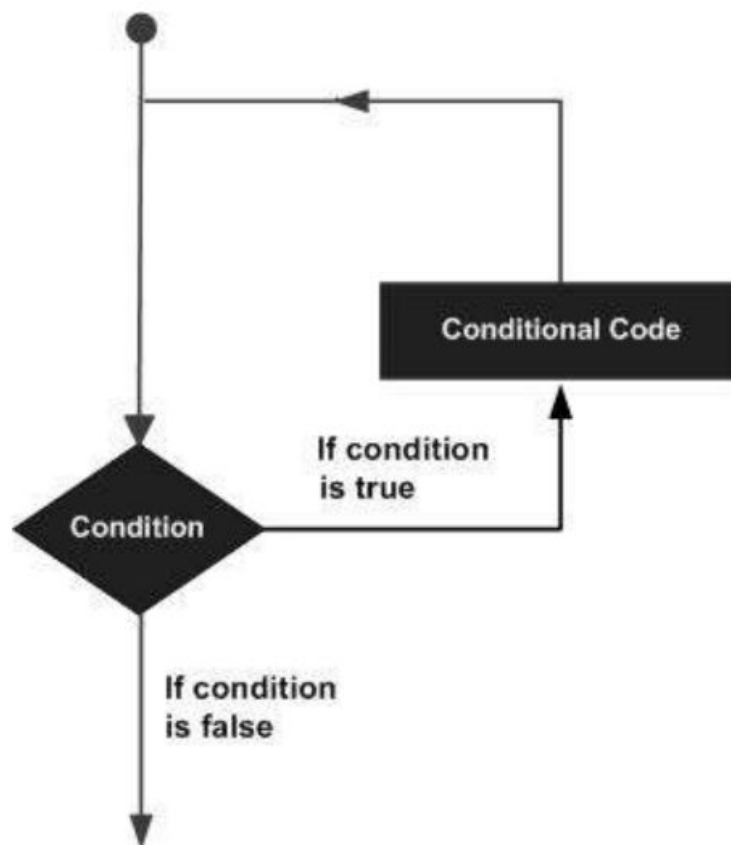 Conditional Code
If condition
is true
Condition
If condition
is false